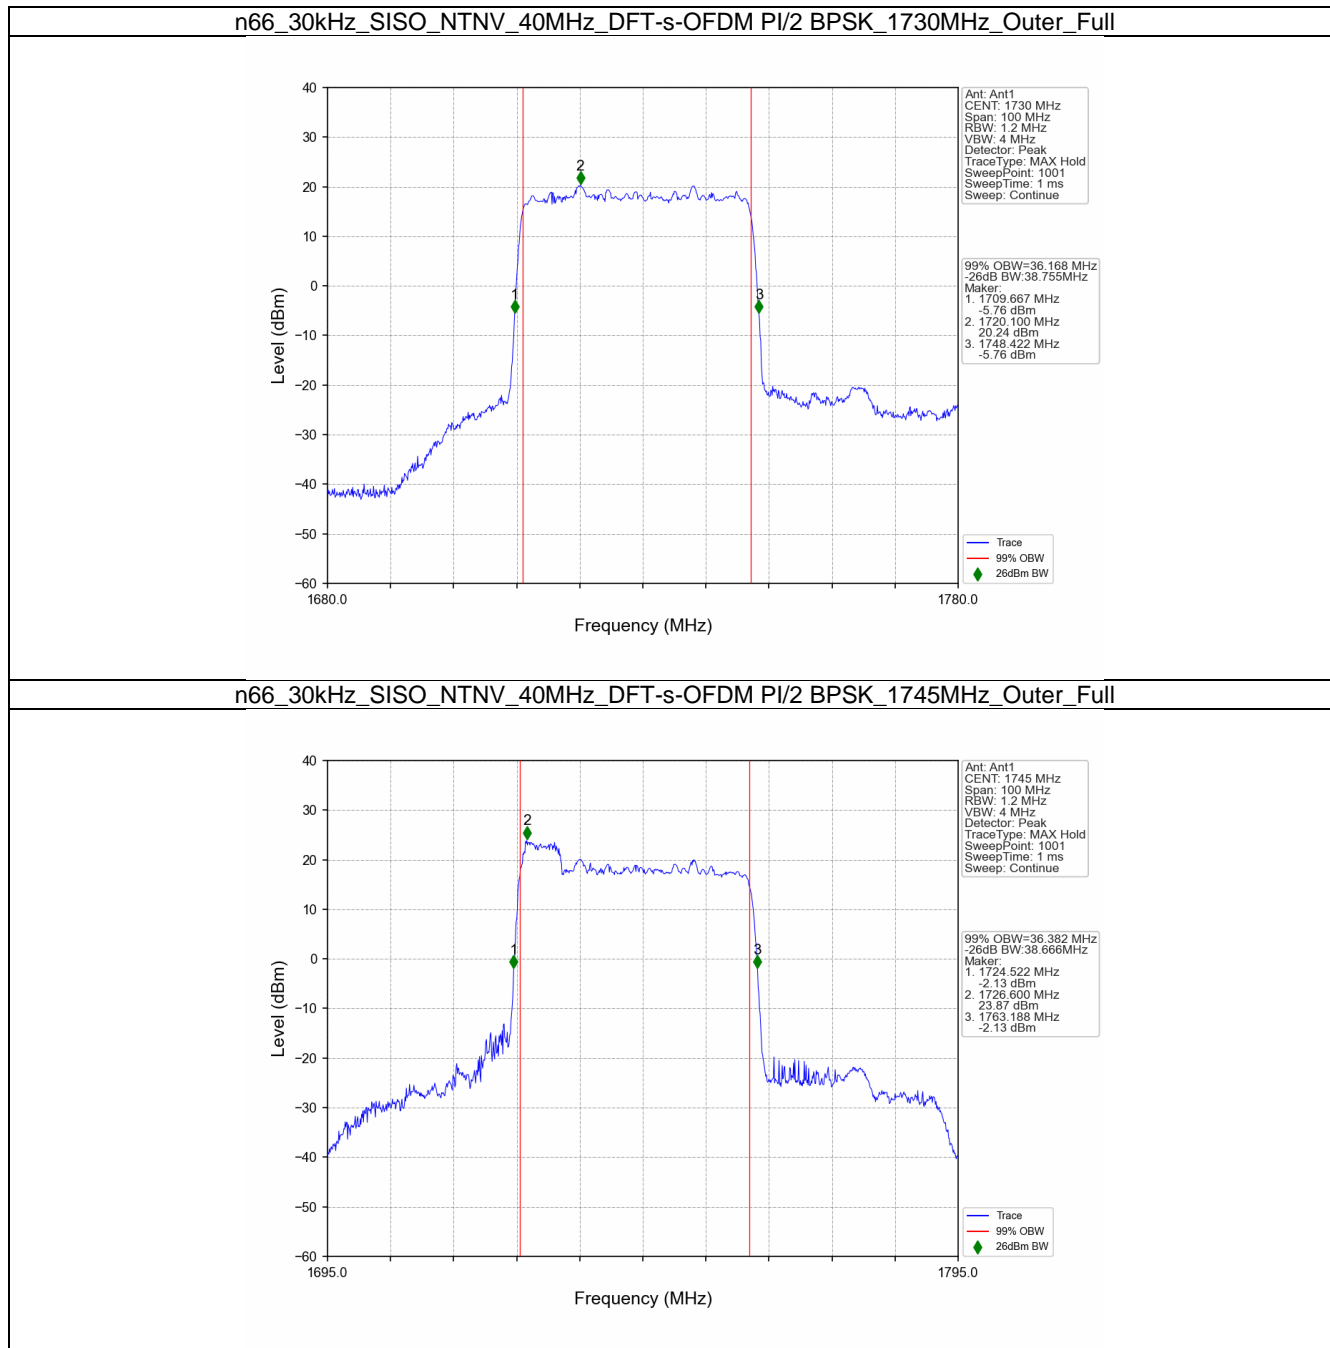 n66_30kHz_SISO_NTNV_40MHz_DFT-s-OFDM PI/2 BPSK_1730MHz_Outer_Full
40
30
20
10
0
−10
−20
−30
−40
−50
−60
Level (dBm)
1
2
3
1680.0
1780.0
Frequency (MHz)
Ant: Ant1
CENT: 1730 MHz
Span: 100 MHz
RBW: 1.2 MHz
VBW: 4 MHz
Detector: Peak
TraceType: MAX Hold
SweepPoint: 1001
SweepTime: 1 ms
Sweep: Continue
99% OBW=36.168 MHz
-26dB BW:38.755MHz
Maker:
1. 1709.667 MHz
-5.76 dBm
2. 1720.100 MHz
20.24 dBm
3. 1748.422 MHz
-5.76 dBm
Trace
99% OBW
26dBm BW
n66_30kHz_SISO_NTNV_40MHz_DFT-s-OFDM PI/2 BPSK_1745MHz_Outer_Full
40
30
20
10
0
−10
−20
−30
−40
−50
−60
Level (dBm)
1
2
3
1695.0
1795.0
Frequency (MHz)
Ant: Ant1
CENT: 1745 MHz
Span: 100 MHz
RBW: 1.2 MHz
VBW: 4 MHz
Detector: Peak
TraceType: MAX Hold
SweepPoint: 1001
SweepTime: 1 ms
Sweep: Continue
99% OBW=36.382 MHz
-26dB BW:38.666MHz
Maker:
1. 1724.522 MHz
-2.13 dBm
2. 1726.600 MHz
23.87 dBm
3. 1763.188 MHz
-2.13 dBm
Trace
99% OBW
26dBm BW